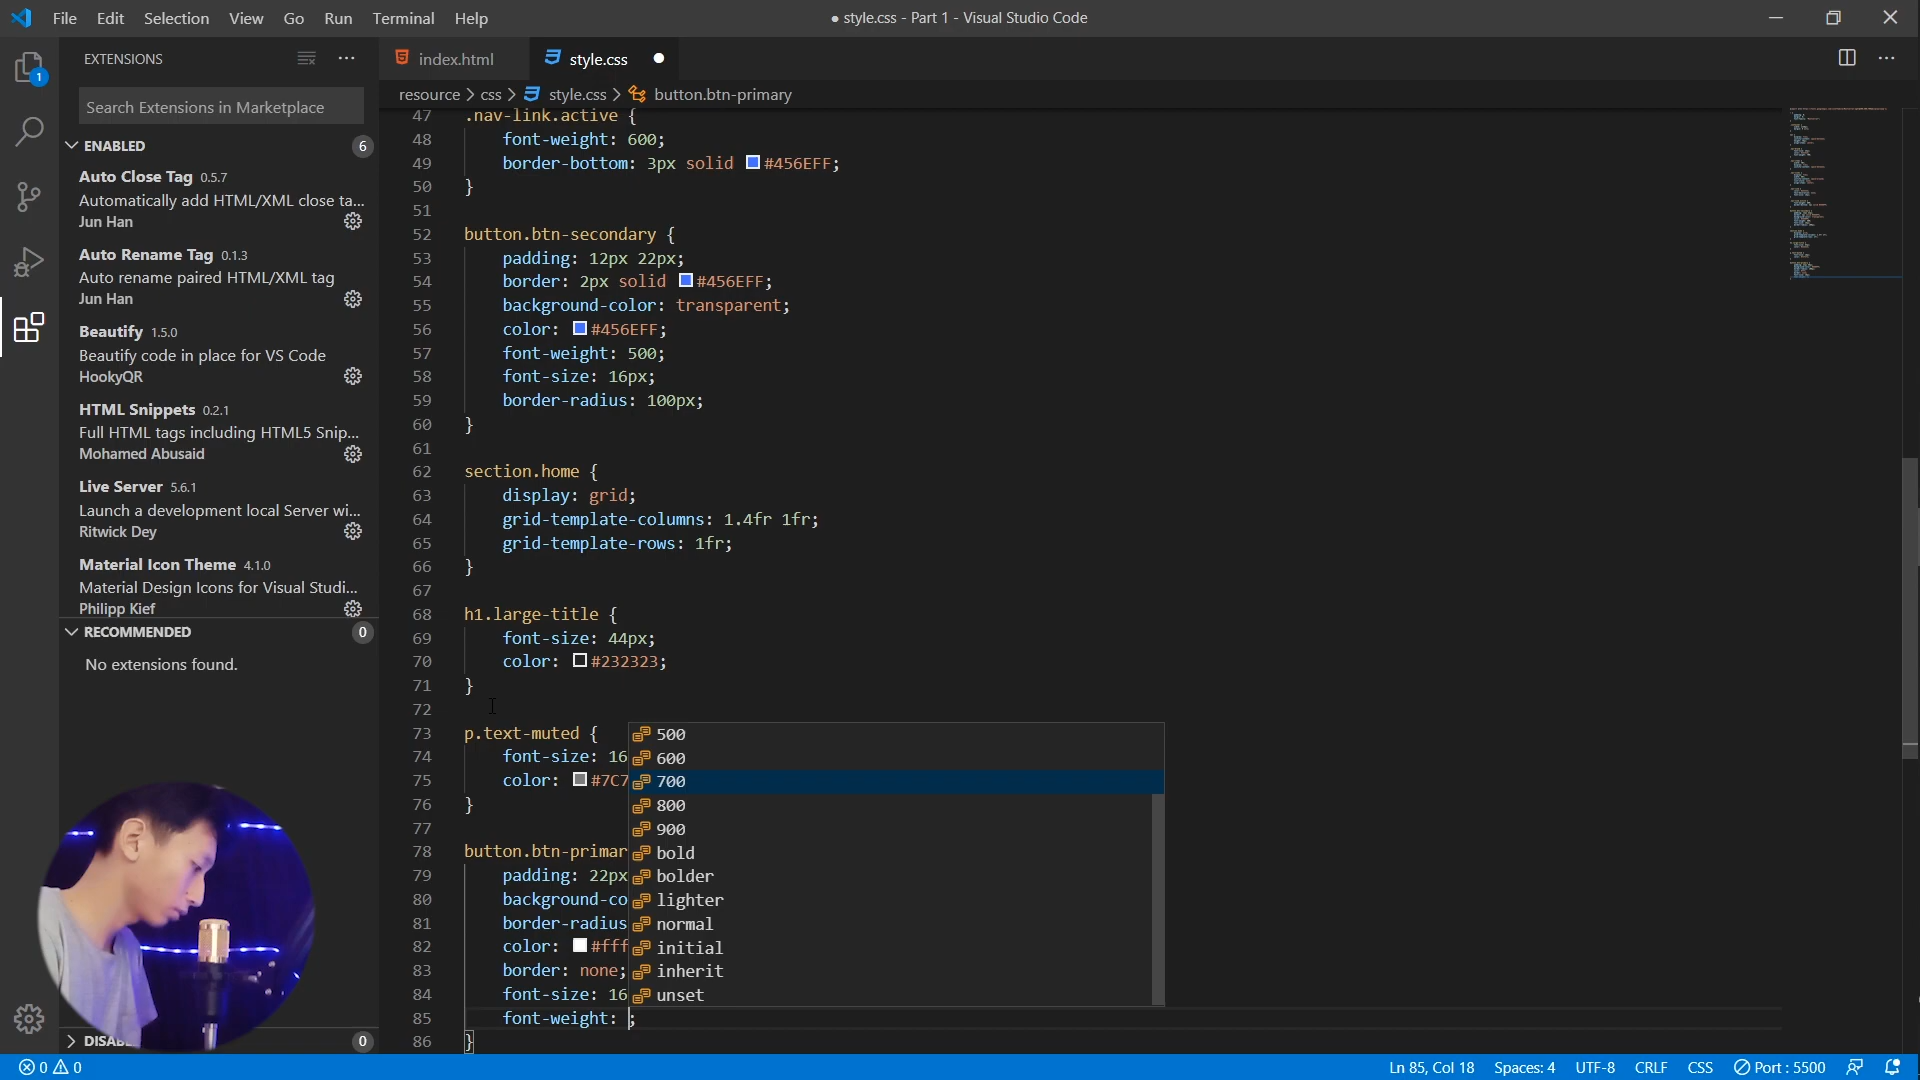 File Edit Selection View Go Run Terminal Help
● style.css - Part 1 - Visual Studio Code
EXTENSIONS
index.html
style.css
1
Search Extensions in Marketplace
resource > css > style.css > button.btn-primary
ENABLED 6
Auto Close Tag 0.5.7
Automatically add HTML/XML close ta...
Jun Han
Auto Rename Tag 0.1.3
Auto rename paired HTML/XML tag
Jun Han
Beautify 1.5.0
Beautify code in place for VS Code
HookyQR
HTML Snippets 0.2.1
Full HTML tags including HTML5 Snip...
Mohamed Abusaid
Live Server 5.6.1
Launch a development local Server wi...
Ritwick Dey
Material Icon Theme 4.1.0
Material Design Icons for Visual Studi...
Philipp Kief
RECOMMENDED 0
No extensions found.
0
47 .nav-link.active {
48 font-weight: 600;
49 border-bottom: 3px solid #456EFF;
50 }
51
52 button.btn-secondary {
53 padding: 12px 22px;
54 border: 2px solid #456EFF;
55 background-color: transparent;
56 color: #456EFF;
57 font-weight: 500;
58 font-size: 16px;
59 border-radius: 100px;
60 }
61
62 section.home {
63 display: grid;
64 grid-template-columns: 1.4fr 1fr;
65 grid-template-rows: 1fr;
66 }
67
68 h1.large-title {
69 font-size: 44px;
70 color: #232323;
71 }
72
73 p.text-muted {
74 font-size: 16
75 color: #7C7
76 }
77
78 button.btn-primar
79 padding: 22px
80 background-co
81 border-radius
82 color: #fff
83 border: none;
84 font-size: 16
85 font-weight: ;
86 }
500
600
700
800
900
bold
bolder
lighter
normal
initial
inherit
unset
0 0
Ln 85, Col 18 Spaces: 4 UTF-8 CRLF CSS Port : 5500